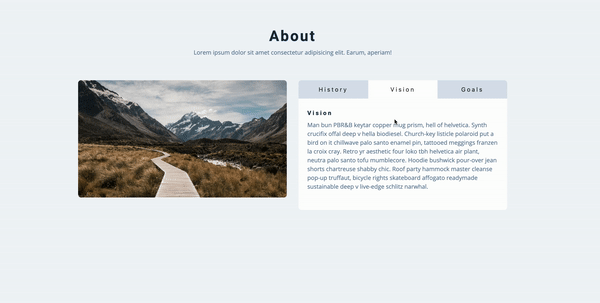 About
Lorem ipsum dolor sit amet consectetur adipisicing elit. Earum, aperiam!
History Vision Goals
Vision
Man bun PBR&B keytar copper mug prism, hell of helvetica. Synth
crucifix offal deep v hella biodiesel. Church-key listicle polaroid put a
bird on it chillwave palo santo enamel pin, tattooed meggings franzen
la croix cray. Retro yr aesthetic four loko tbh helvetica air plant,
neutra palo santo tofu mumblecore. Hoodie bushwick pour-over jean
shorts chartreuse shabby chic. Roof party hammock master cleanse
pop-up truffaut, bicycle rights skateboard affogato readymade
sustainable deep v live-edge schlitz narwhal.